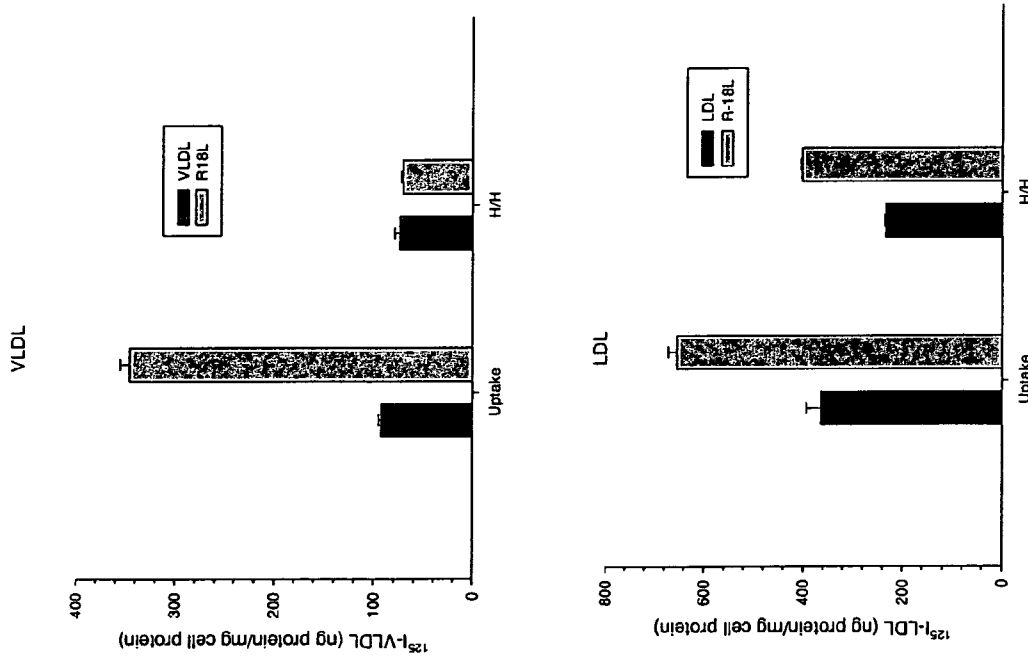 VLDL
¹²⁵I-VLDL (ng protein/mg cell protein)
400
300
200
100
0
VLDL
R18L
Uptake
H/H
LDL
¹²⁵I-LDL (ng protein/mg cell protein)
800
600
400
200
0
LDL
R-18L
Uptake
H/H